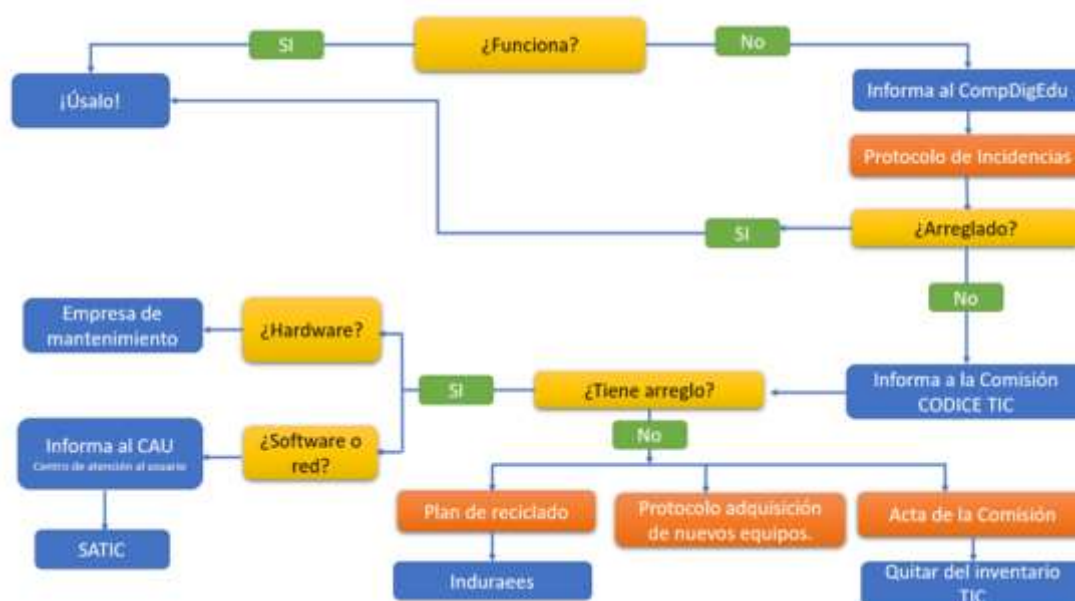 ¿Funciona?
SI
No
¡Úsalo!
Informa al CompDigEdu
Protocolo de Incidencias
¿Arreglado?
SI
No
Empresa de
mantenimiento
¿Hardware?
Informa a la Comisión
CODICE TIC
¿Tiene arreglo?
SI
No
Informa al CAU
Centro de atención al usuario
¿Software o
red?
SATIC
Plan de reciclado
Protocolo adquisición
de nuevos equipos.
Acta de la Comisión
Induraees
Quitar del inventario
TIC